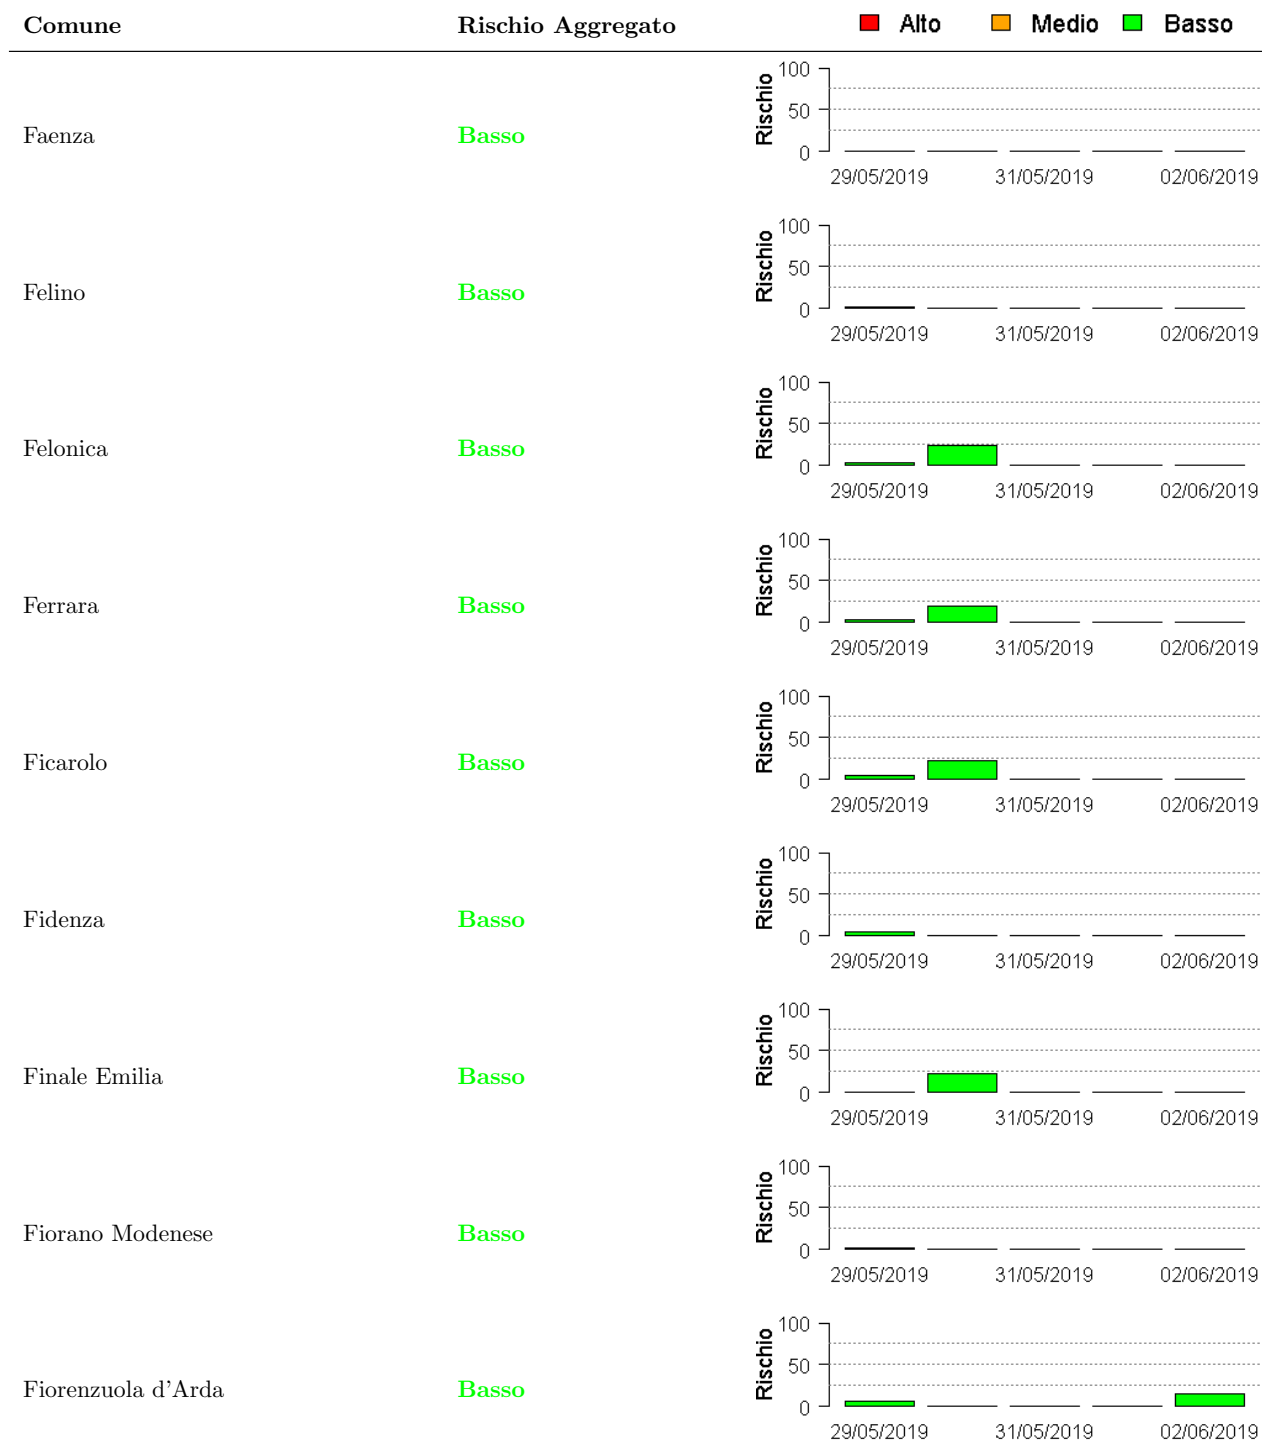 Comune Rischio Aggregato Alto Medio Basso
Faenza Basso Rischio 100 50 0
29/05/2019 31/05/2019 02/06/2019
Felino Basso Rischio 100 50 0
29/05/2019 31/05/2019 02/06/2019
Felonica Basso Rischio 100 50 0
29/05/2019 31/05/2019 02/06/2019
Ferrara Basso Rischio 100 50 0
29/05/2019 31/05/2019 02/06/2019
Ficarolo Basso Rischio 100 50 0
29/05/2019 31/05/2019 02/06/2019
Fidenza Basso Rischio 100 50 0
29/05/2019 31/05/2019 02/06/2019
Finale Emilia Basso Rischio 100 50 0
29/05/2019 31/05/2019 02/06/2019
Fiorano Modenese Basso Rischio 100 50 0
29/05/2019 31/05/2019 02/06/2019
Fiorenzuola d'Arda Basso Rischio 100 50 0
29/05/2019 31/05/2019 02/06/2019